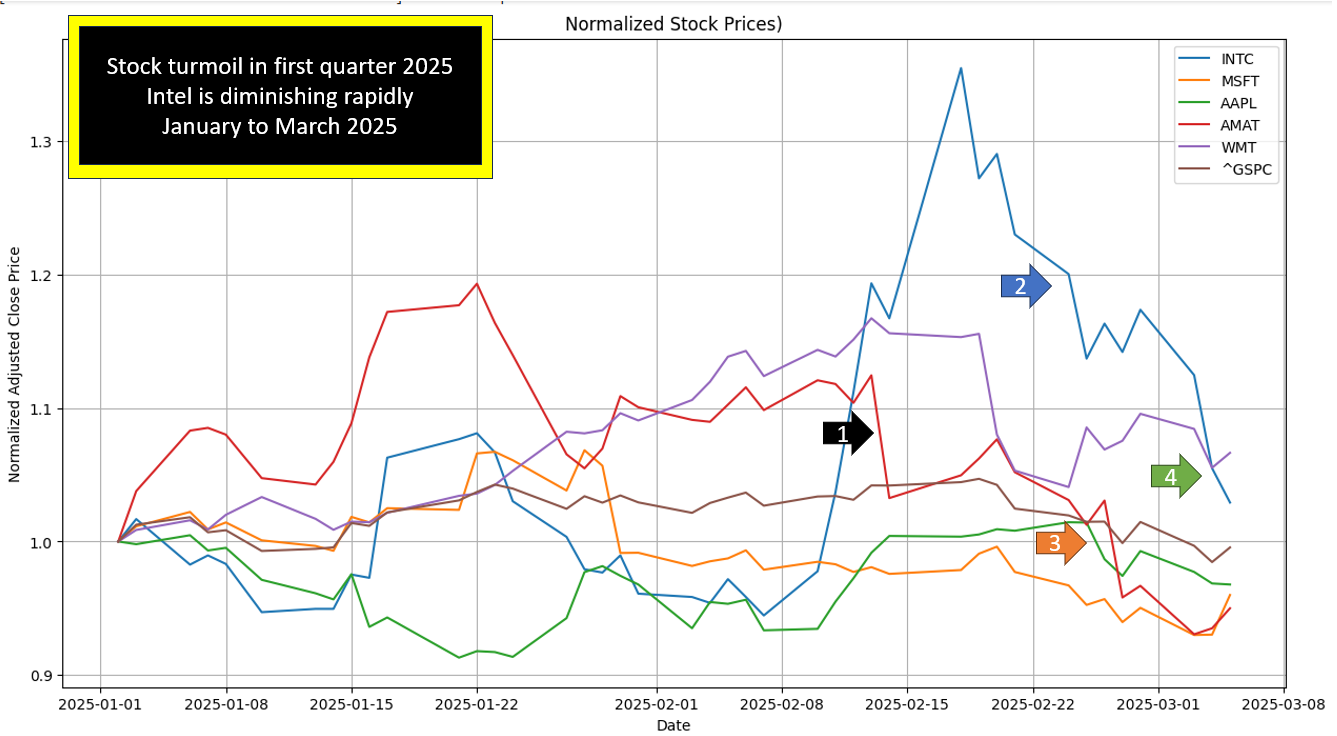 Normalized Stock Prices)
Stock turmoil in first quarter 2025
Intel is diminishing rapidly
January to March 2025
INTC
MSFT
AAPL
AMAT
WMT
^GSPC
Normalized Adjusted Close Price
1.3
1.2
1.1
1.0
0.9
1
2
3
4
2025-01-01 2025-01-08 2025-01-15 2025-01-22 2025-02-01 2025-02-08 2025-02-15 2025-02-22 2025-03-01 2025-03-08
Date